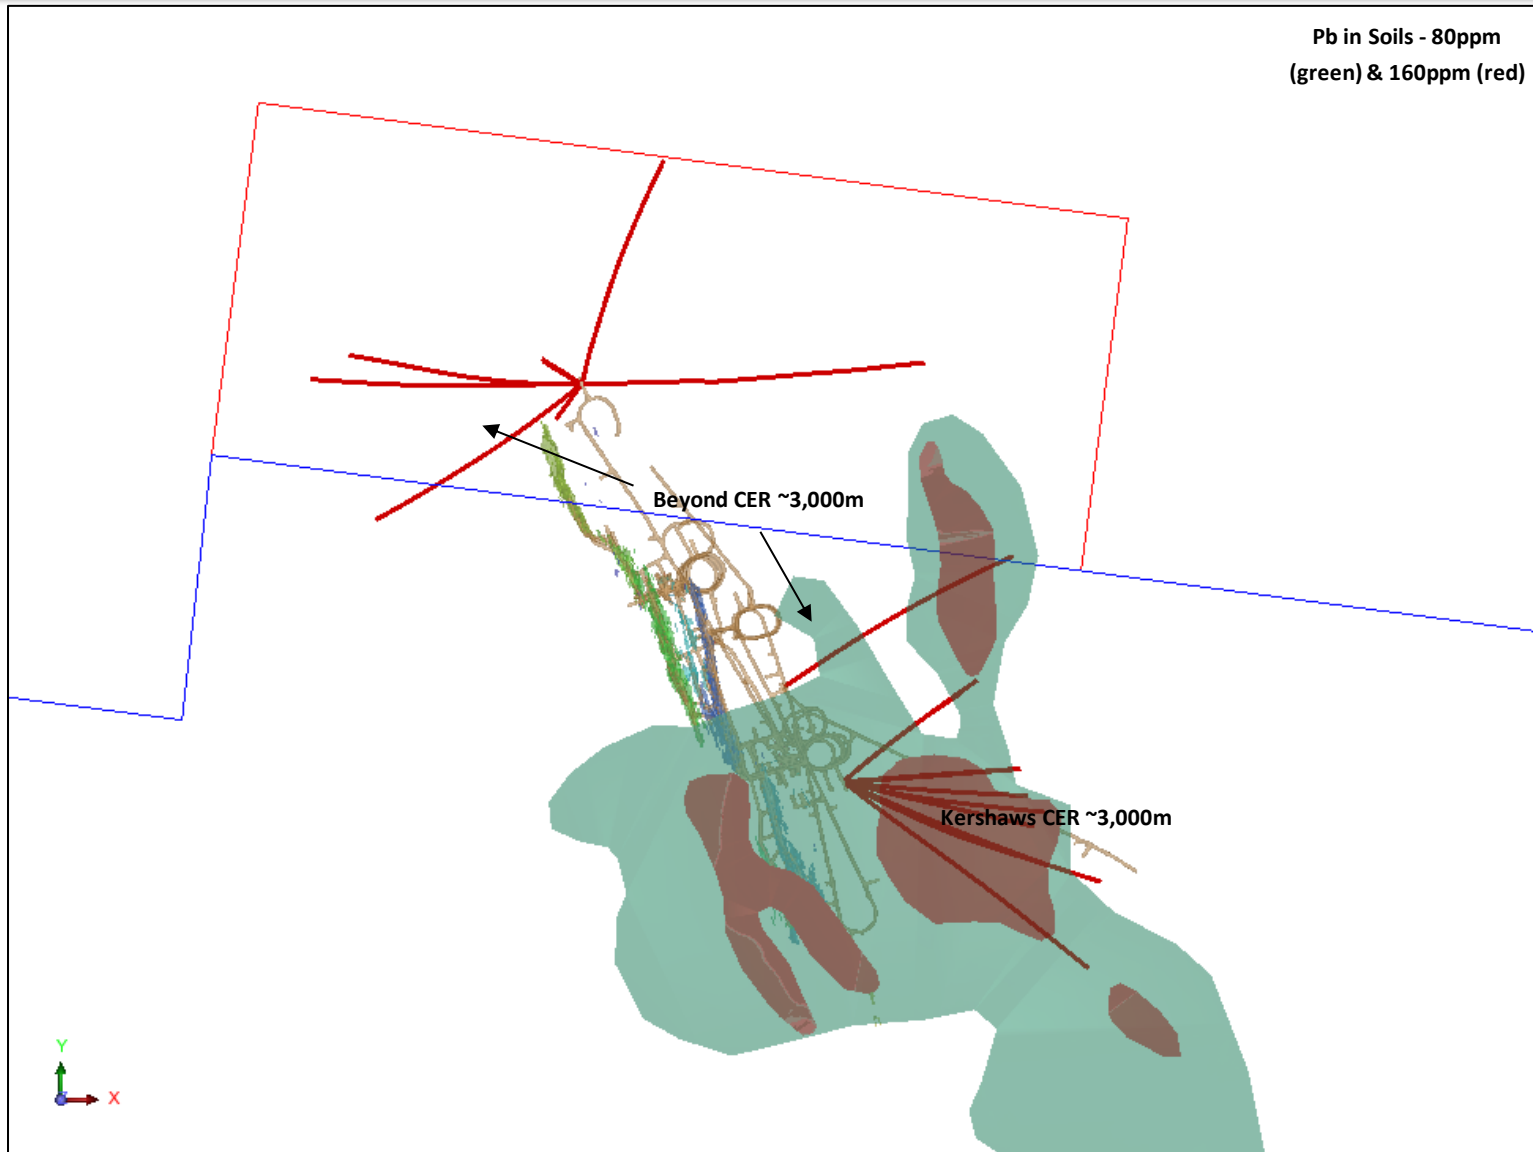 Pb in Soils - 80ppm
(green) & 160ppm (red)
Beyond CER ~3,000m
Kershaws CER ~3,000m
Y
X